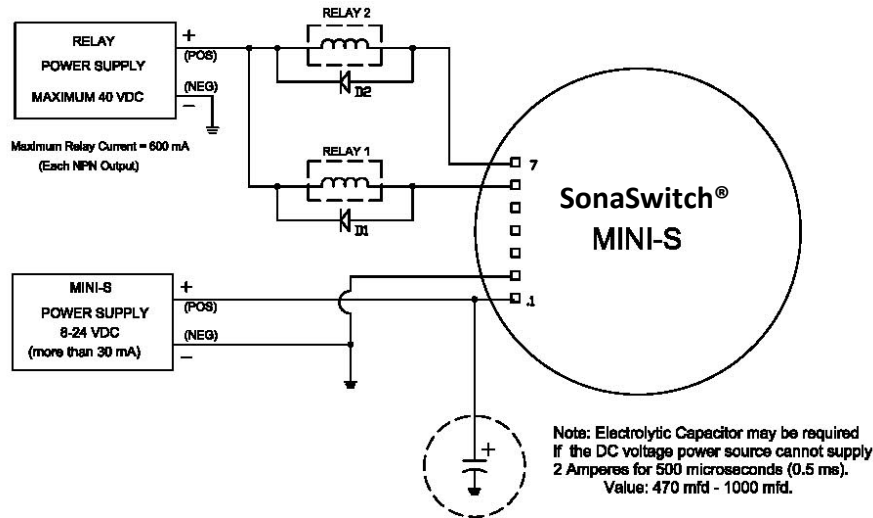 RELAY 2
RELAY
POWER SUPPLY
MAXIMUM 40 VDC
+
(POS)
(NEG)
−
D2
Maximum Relay Current = 600 mA
(Each NPN Output)
RELAY 1
D1
7
SonaSwitch®
MINI-S
MINI-S
POWER SUPPLY
8-24 VDC
(more than 30 mA)
+
(POS)
(NEG)
−
.1
+
Note: Electrolytic Capacitor may be required
If the DC voltage power source cannot supply
2 Amperes for 500 microseconds (0.5 ms).
Value: 470 mfd - 1000 mfd.